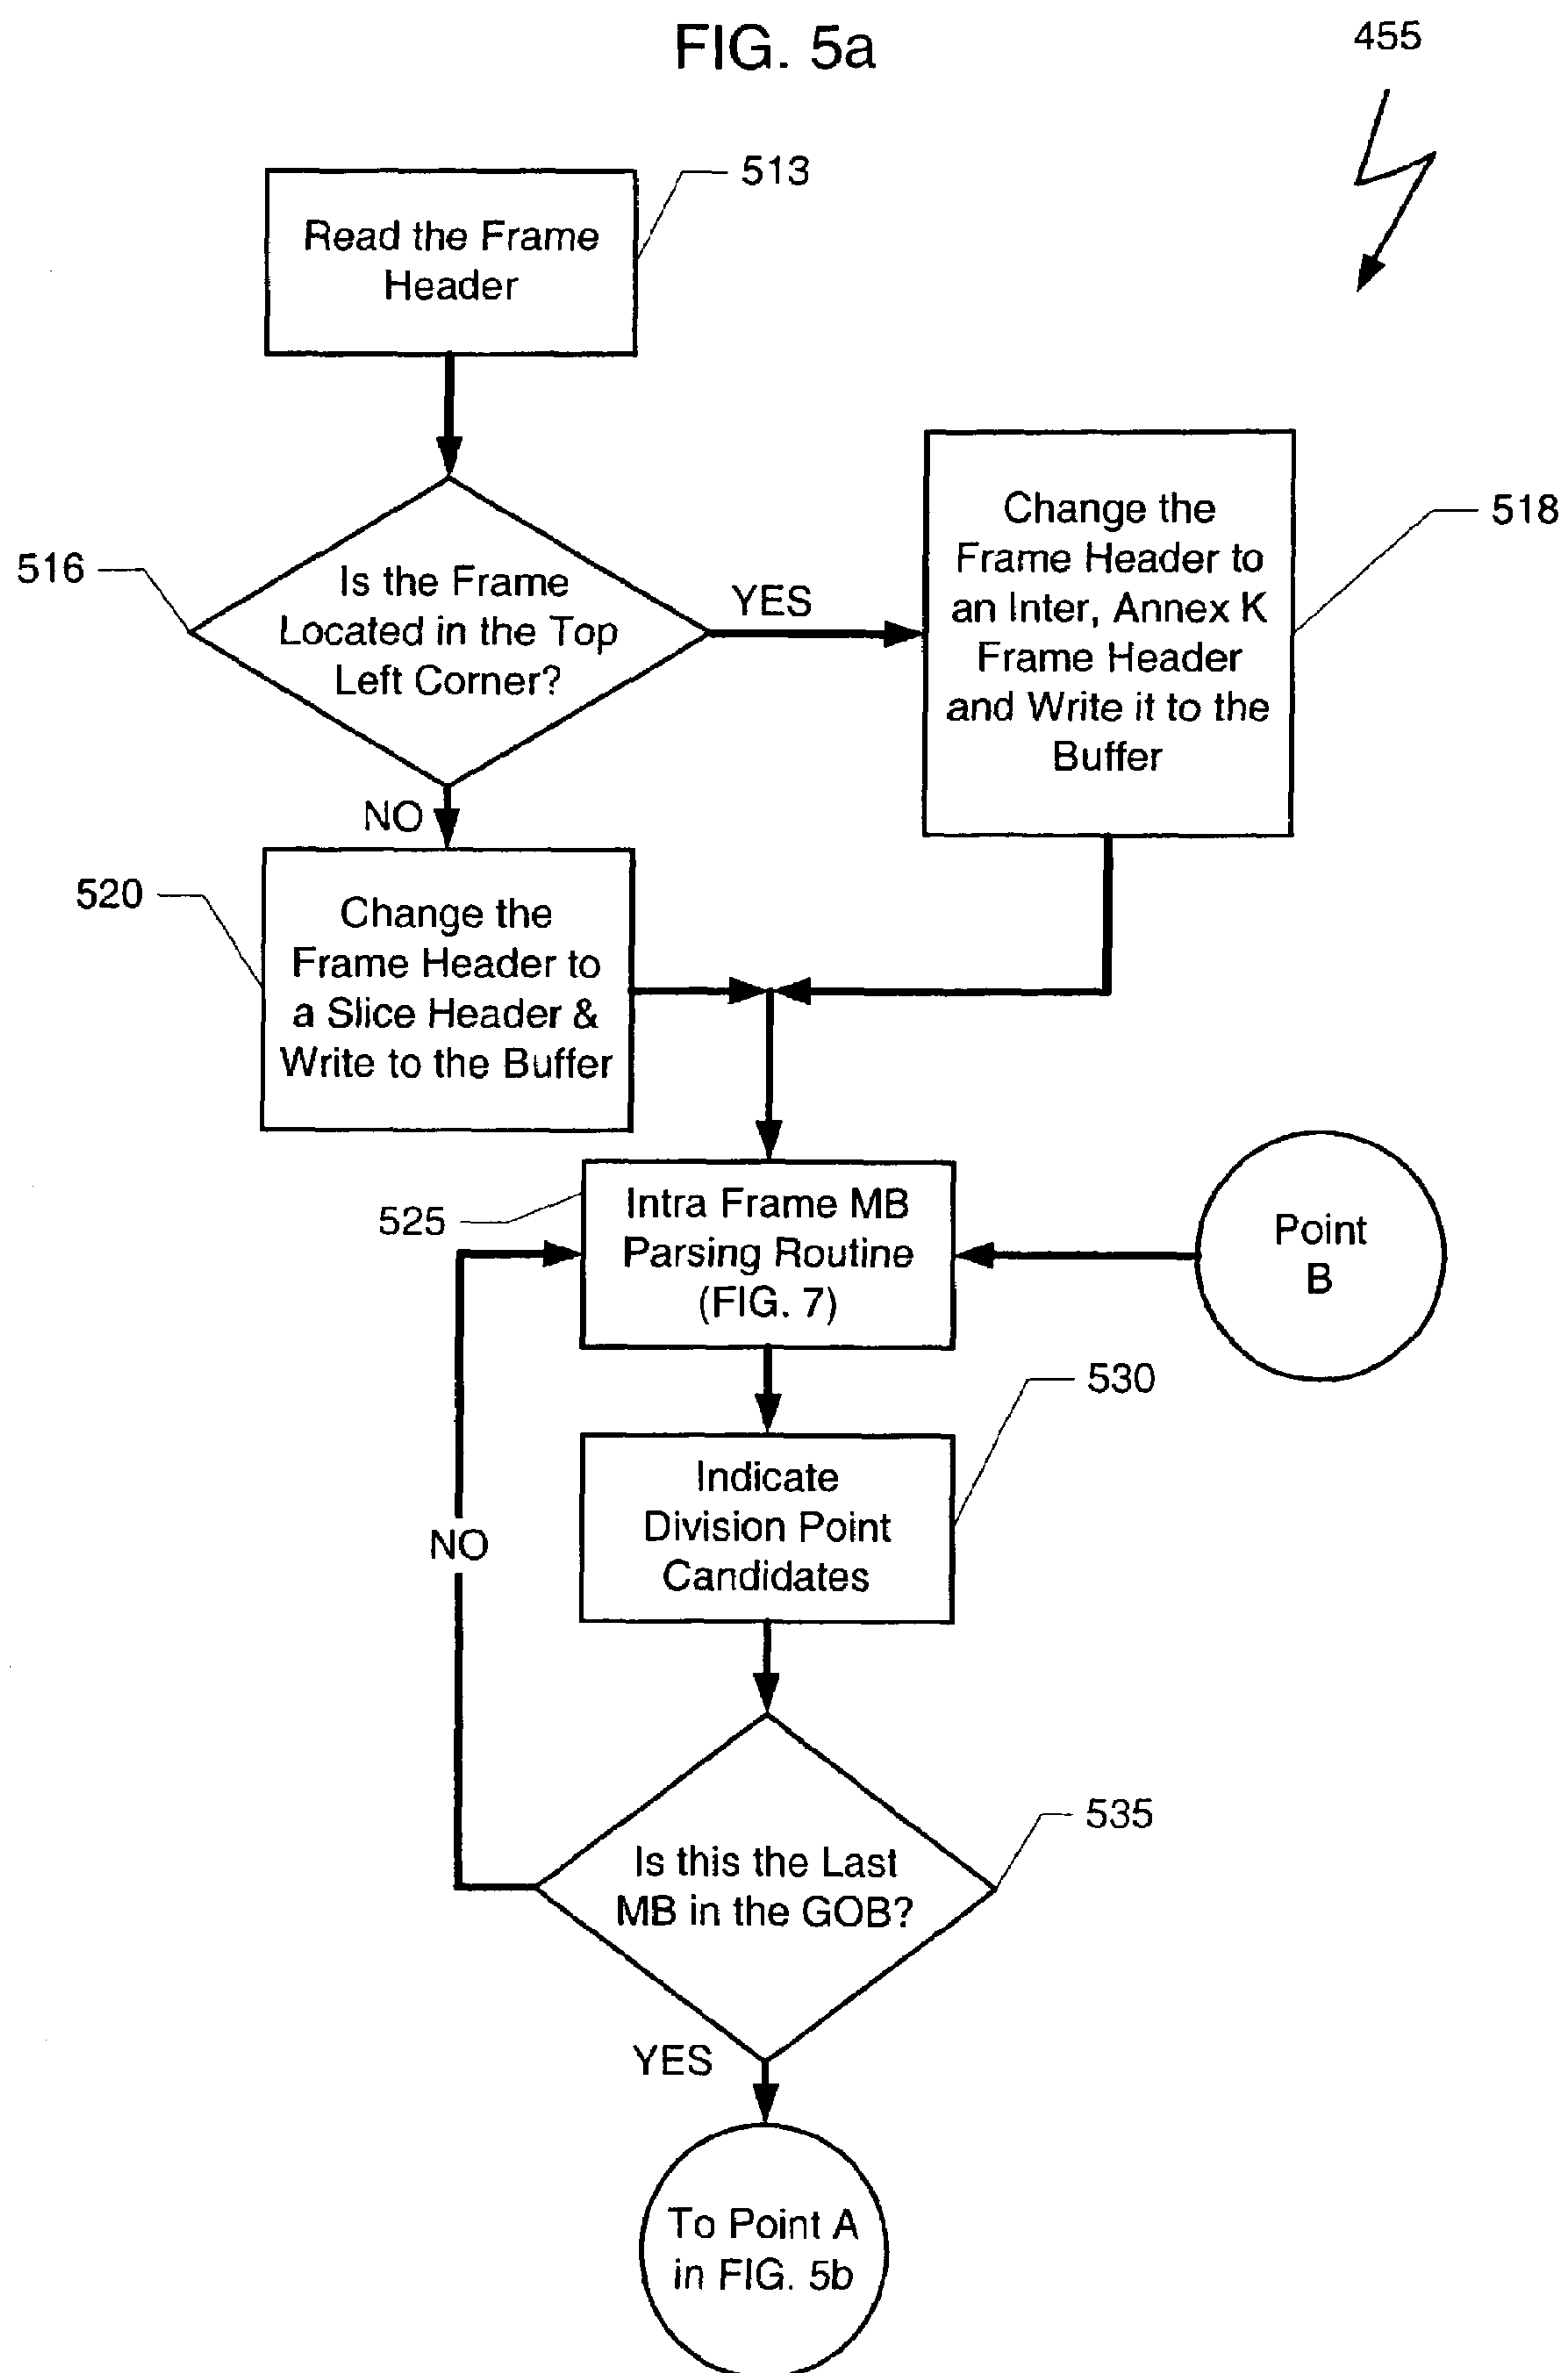 FIG. 5a
455
513
Read the Frame
Header
516
Is the Frame
Located in the Top
Left Corner?
YES
Change the
Frame Header to
an Inter, Annex K
Frame Header
and Write it to the
Buffer
518
NO
520
Change the
Frame Header to
a Slice Header &
Write to the Buffer
525
Intra Frame MB
Parsing Routine
(FIG. 7)
Point
B
530
Indicate
Division Point
Candidates
NO
535
Is this the Last
MB in the GOB?
YES
To Point A
in FIG. 5b